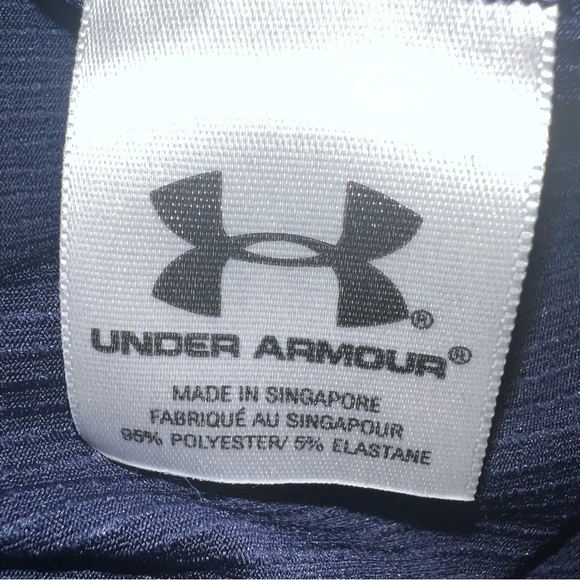 ®
UNDER ARMOUR®
MADE IN SINGAPORE
FABRIQUÉ AU SINGAPOUR
95% POLYESTER/ 5% ELASTANE